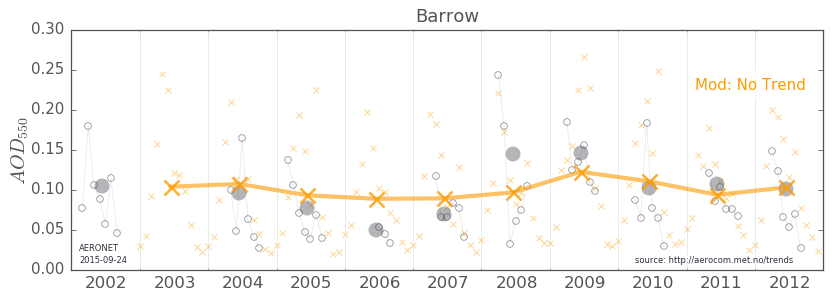 Barrow
0.30
0.25
0.20
0.15
0.10
0.05
0.00
AOD550
Mod: No Trend
AERONET
2015-09-24
source: http://aerocom.met.no/trends
2002 2003 2004 2005 2006 2007 2008 2009 2010 2011 2012